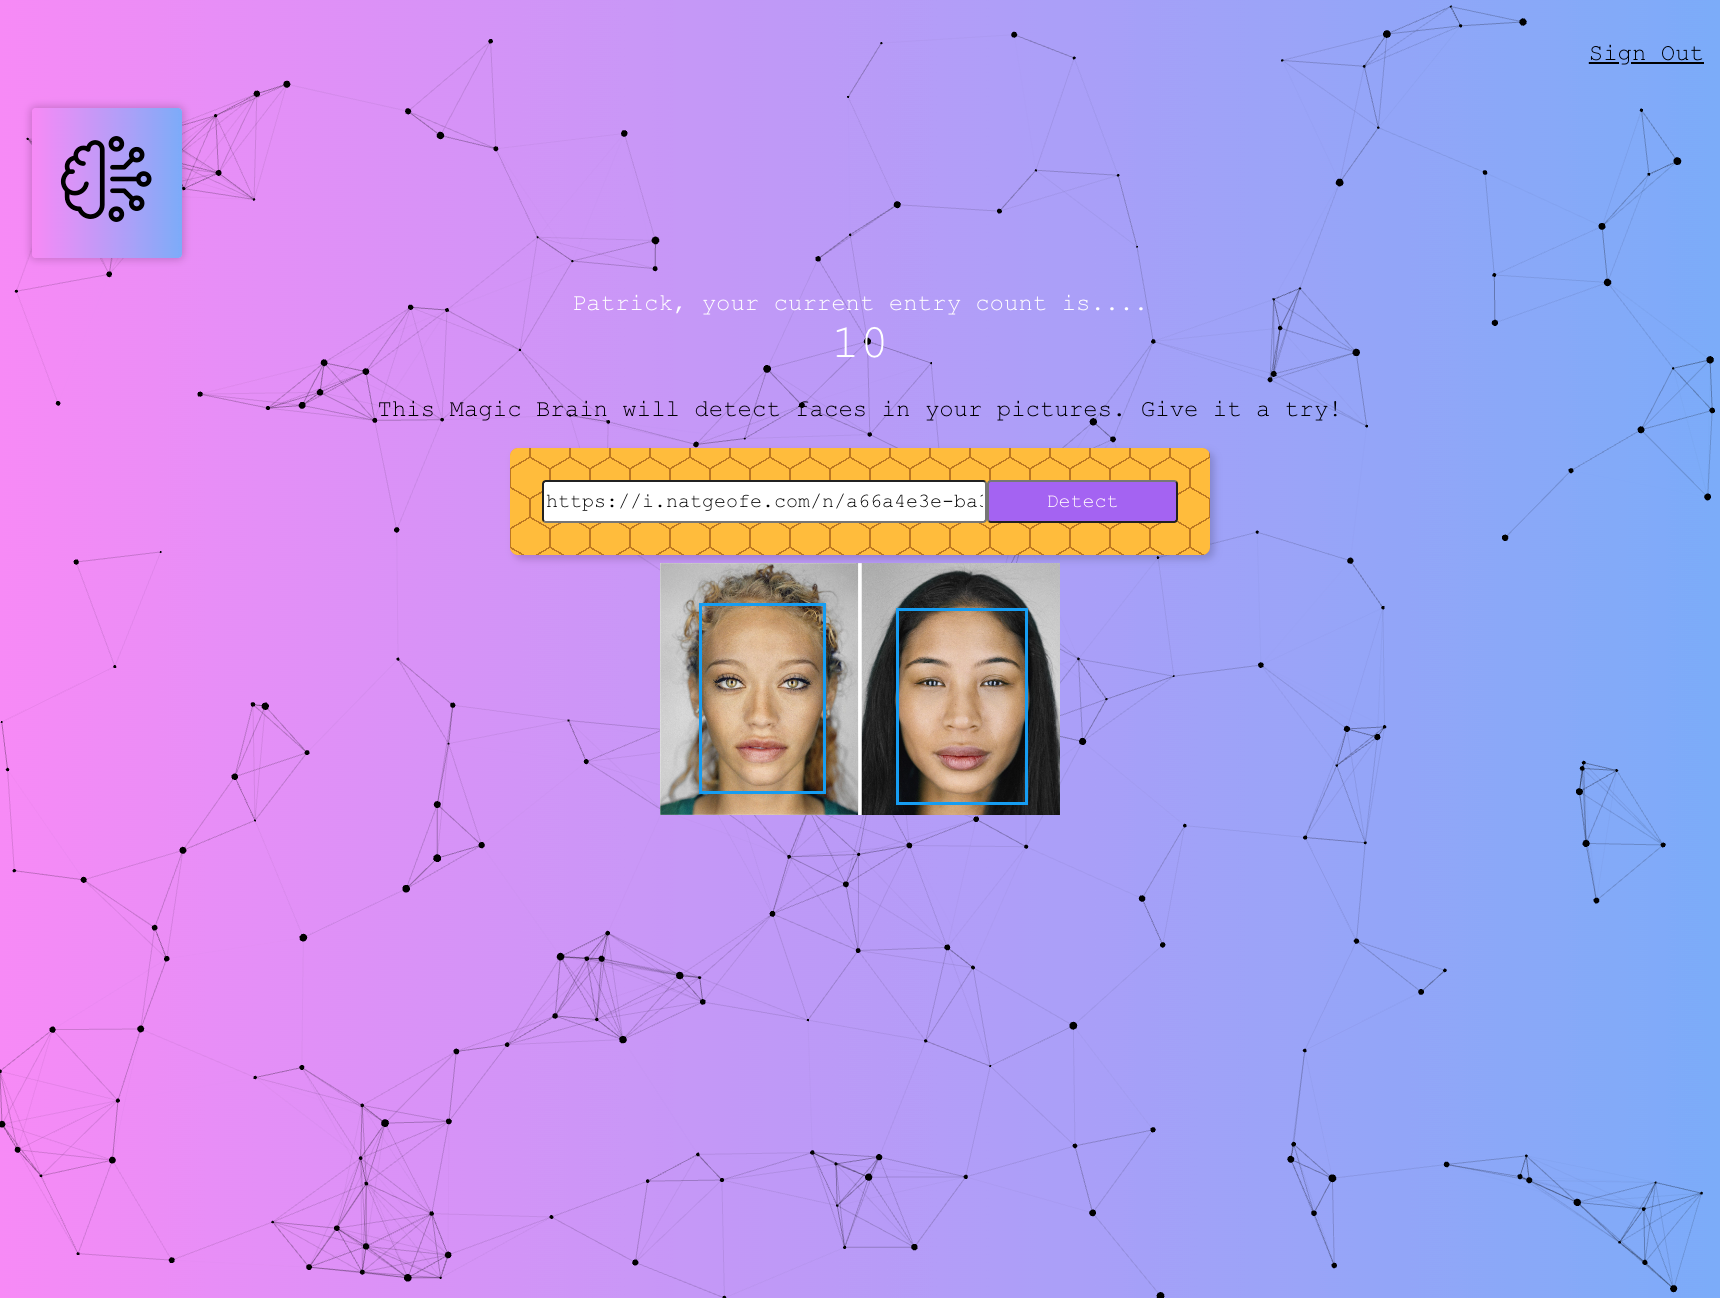 Sign Out
Patrick, your current entry count is....
10
This Magic Brain will detect faces in your pictures. Give it a try!
https://i.natgeofe.com/n/a66a4e3e-ba
Detect